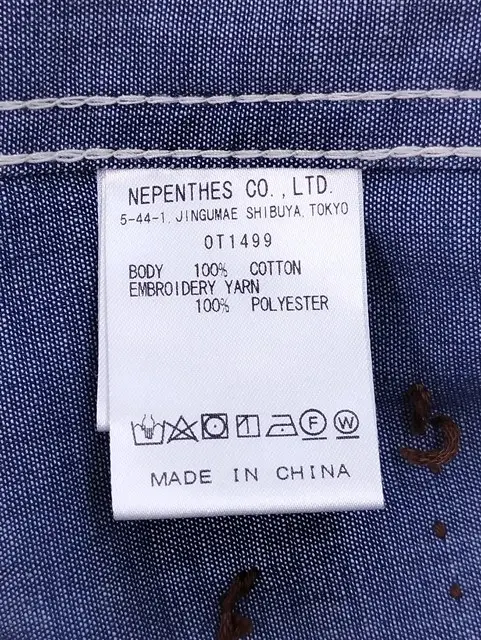 NEPENTHES CO., LTD.
5-44-1, JINGUMAE SHIBUYA, TOKYO
OT1499
BODY 100% COTTON
EMBROIDERY YARN
100% POLYESTER
F W
MADE IN CHINA